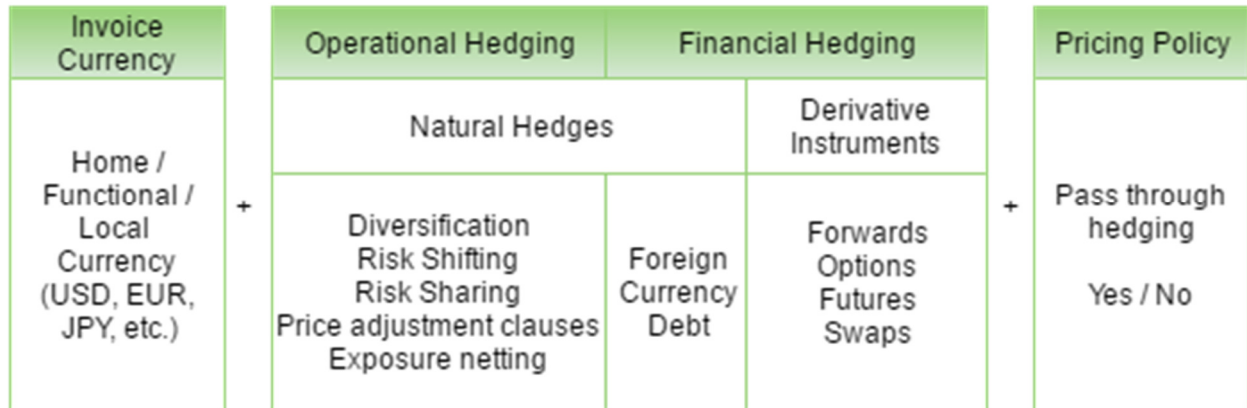 Invoice
Currency
Operational Hedging
Financial Hedging
Pricing Policy
Natural Hedges
Derivative
Instruments
Home /
Functional /
Local
Currency
(USD, EUR,
JPY, etc.)
+
Diversification
Risk Shifting
Risk Sharing
Price adjustment clauses
Exposure netting
Foreign
Currency
Debt
Forwards
Options
Futures
Swaps
+
Pass through
hedging
Yes / No